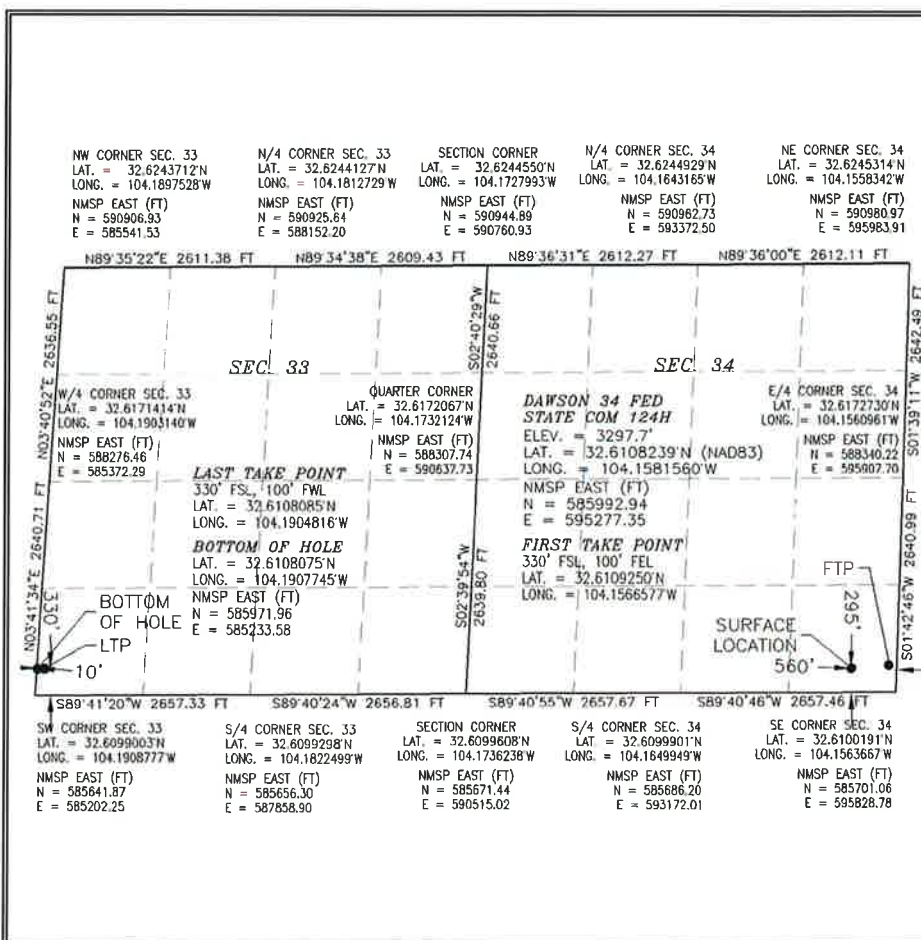 NW CORNER SEC. 33
LAT. = 32.6243712'N
LONG. = 104.1897528'W
NMSP EAST (FT)
N = 590906.93
E = 585541.53
N/4 CORNER SEC. 33
LAT. = 32.6244127'N
LONG. = 104.1812729'W
NMSP EAST (FT)
N = 590925.64
E = 588152.20
SECTION CORNER
LAT. = 32.6244550'N
LONG. = 104.1727993'W
NMSP EAST (FT)
N = 590944.89
E = 590760.93
N/4 CORNER SEC. 34
LAT. = 32.6244929'N
LONG. = 104.1643165'W
NMSP EAST (FT)
N = 590962.73
E = 593372.50
NE CORNER SEC. 34
LAT. = 32.6245314'N
LONG. = 104.1558342'W
NMSP EAST (FT)
N = 590980.97
E = 595983.91
N89'35'22"E 2611.38 FT
N89'34'38"E 2609.43 FT
N89'36'31"E 2612.27 FT
N89'36'00"E 2612.11 FT
N03'40'52"E 2636.55 FT
S02'40'29"W 2640.66 FT
S01'39'11"W 2642.49 FT
SEC. 33
SEC. 34
W/4 CORNER SEC. 33
LAT. = 32.6171414'N
LONG. = 104.1903140'W
NMSP EAST (FT)
N = 588276.46
E = 585372.29
QUARTER CORNER
LAT. = 32.6172067'N
LONG. = 104.1732124'W
NMSP EAST (FT)
N = 588307.74
E = 590637.73
DAWSON 34 FED
STATE COM 124H
ELEV. = 3297.7'
LAT. = 32.6108239'N (NAD83)
LONG. = 104.1581560'W
NMSP EAST (FT)
N = 585992.94
E = 595277.35
E/4 CORNER SEC. 34
LAT. = 32.6172730'N
LONG. = 104.1560961'W
NMSP EAST (FT)
N = 588340.22
E = 595907.70
LAST TAKE POINT
330' FSL, 100' FWL
LAT. = 32.6108085'N
LONG. = 104.1904816'W
BOTTOM OF HOLE
LAT. = 32.6108075'N
LONG. = 104.1907745'W
NMSP EAST (FT)
N = 585971.96
E = 585233.58
FIRST TAKE POINT
330' FSL, 100' FEL
LAT. = 32.6109250'N
LONG. = 104.1566577'W
N03'41'34"E 2640.71 FT
S02'39'54"W 2639.80 FT
S01'42'46"W 2640.99 FT
330'
BOTTOM
OF HOLE
LTP
10'
FTP
295'
SURFACE
LOCATION
560'
S89'41'20"W 2657.33 FT
S89'40'24"W 2656.81 FT
S89'40'55"W 2657.67 FT
S89'40'46"W 2657.46 FT
SW CORNER SEC. 33
LAT. = 32.6099003'N
LONG. = 104.1908777'W
NMSP EAST (FT)
N = 585641.87
E = 585202.25
S/4 CORNER SEC. 33
LAT. = 32.6099298'N
LONG. = 104.1822499'W
NMSP EAST (FT)
N = 585656.30
E = 587858.90
SECTION CORNER
LAT. = 32.6099608'N
LONG. = 104.1736238'W
NMSP EAST (FT)
N = 585671.44
E = 590515.02
S/4 CORNER SEC. 34
LAT. = 32.6099901'N
LONG. = 104.1649949'W
NMSP EAST (FT)
N = 585686.20
E = 593172.01
SE CORNER SEC. 34
LAT. = 32.6100191'N
LONG. = 104.1563667'W
NMSP EAST (FT)
N = 585701.06
E = 595828.78